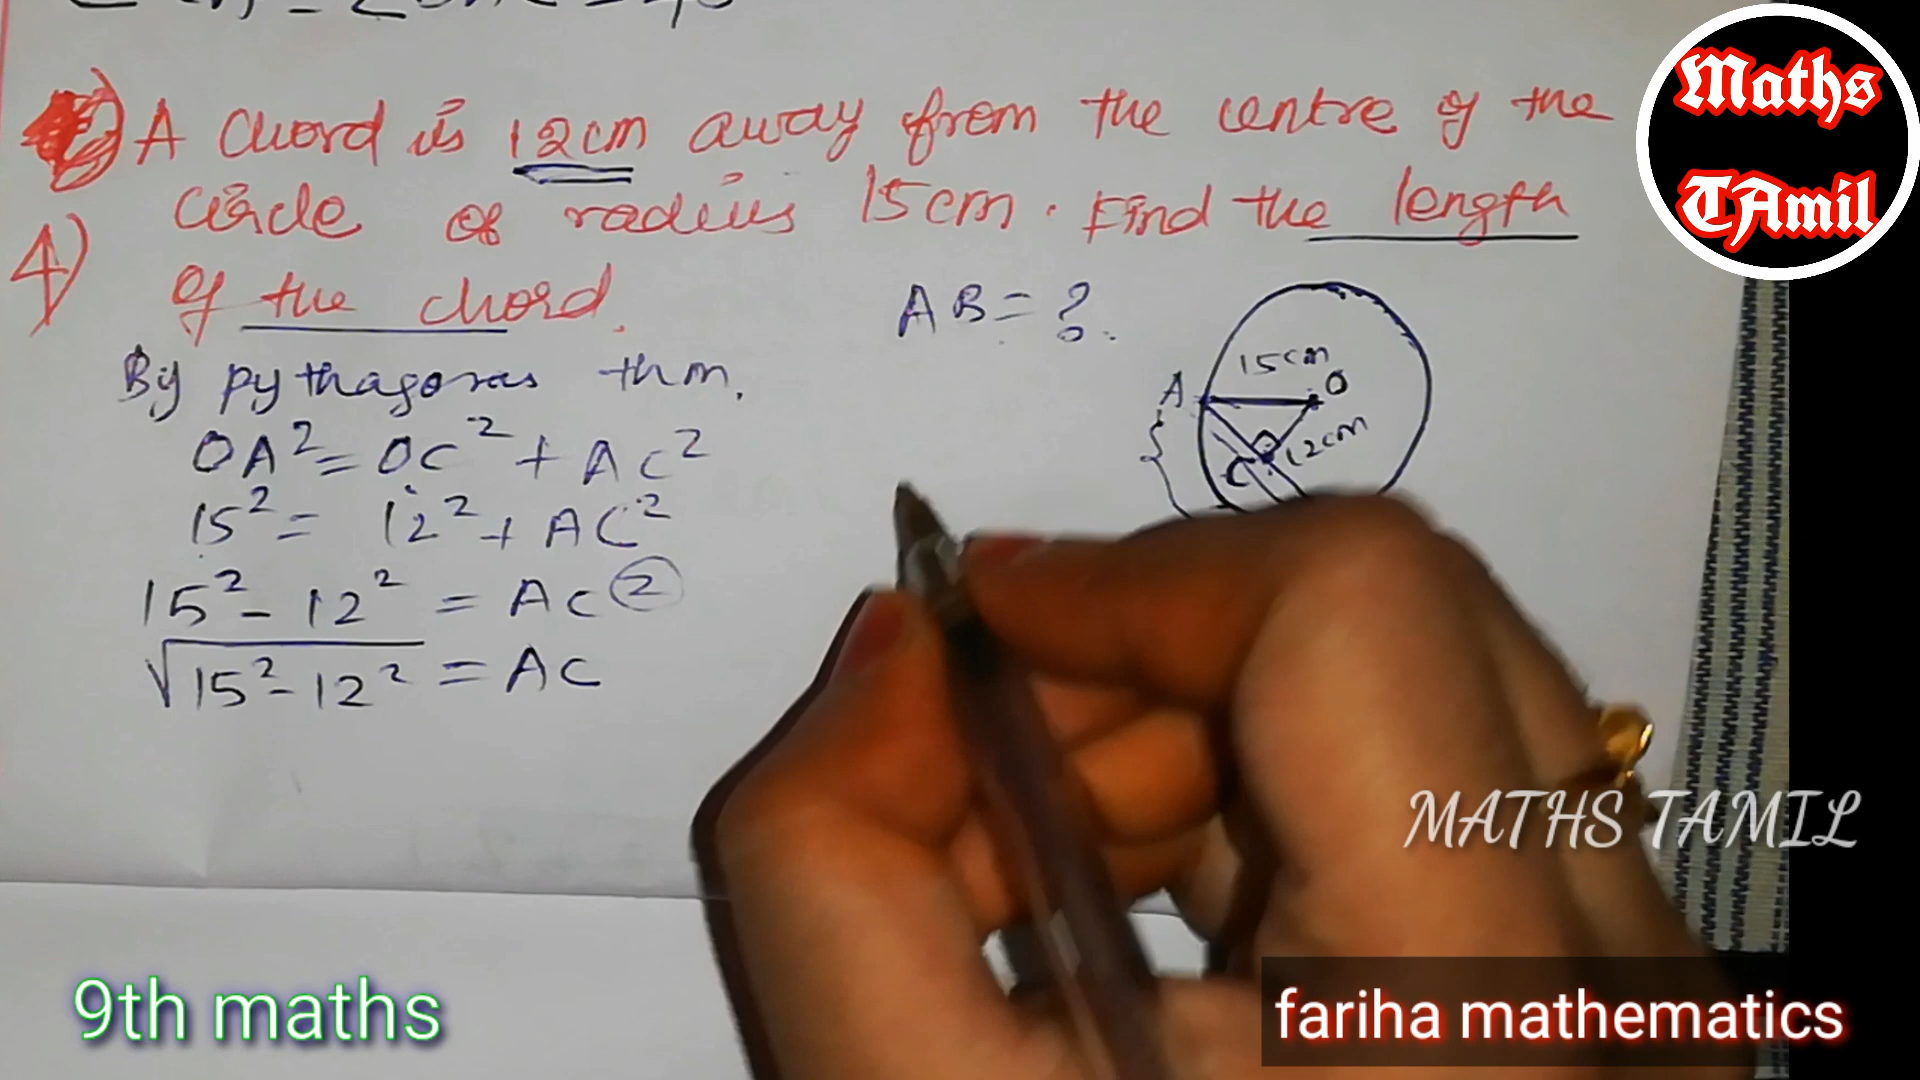 A chord is 12cm away from the centre of the
circle of radius 15cm. Find the length
4)
of the chord.
AB = ?.
By pythagoras thm.
OA² = OC² + AC²
15² = 12² + AC²
15² - 12² = AC²
√15² - 12² = AC
15cm
A
O
12cm
C
Maths
TAmil
MATHS TAMIL
9th maths
fariha mathematics